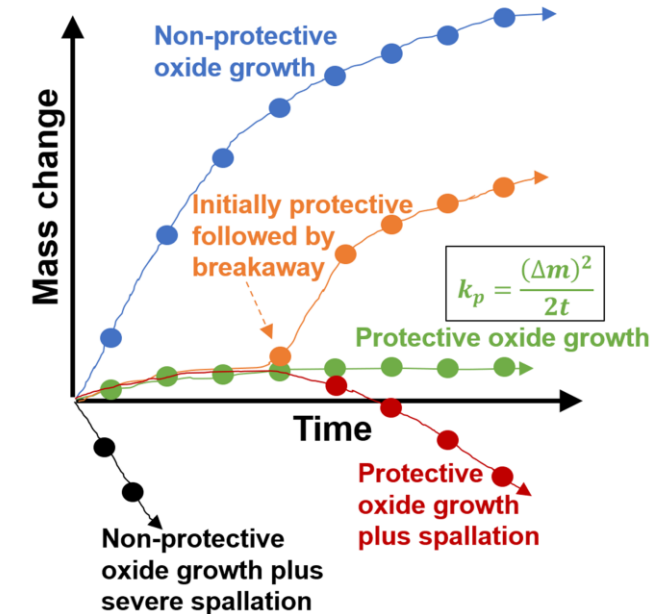 Non-protective
oxide growth
Mass change
Initially protective
followed by
breakaway
k_p = (Δm)² / 2t
Protective oxide growth
Time
Protective
oxide growth
plus spallation
Non-protective
oxide growth plus
severe spallation